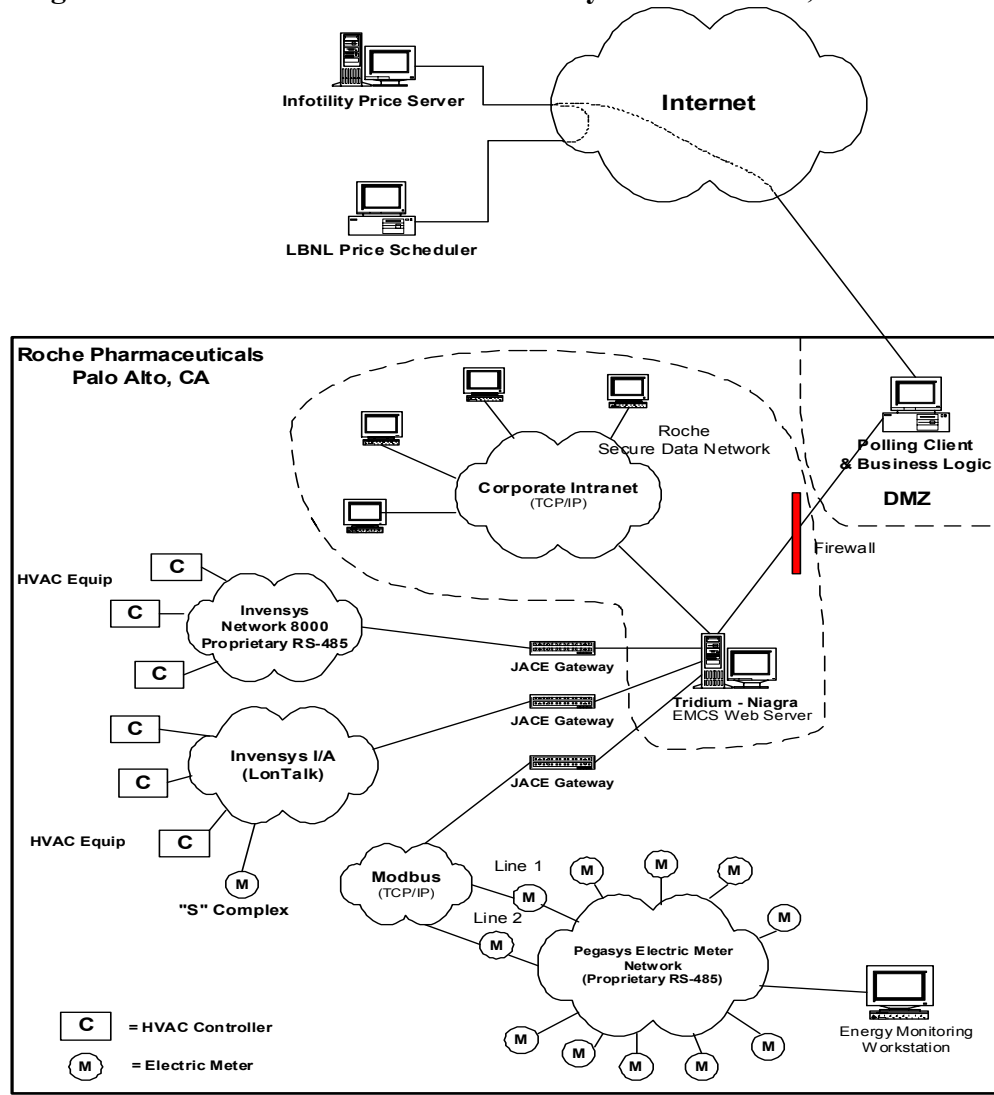 Internet
Infotility Price Server
LBNL Price Scheduler
Roche Pharmaceuticals
Palo Alto, CA
Roche
Secure Data Network
Corporate Intranet
(TCP/IP)
Polling Client
& Business Logic
DMZ
Firewall
HVAC Equip
C
C
C
Invensys
Network 8000
Proprietary RS-485
JACE Gateway
Tridium - Niagra
EMCS Web Server
C
C
C
Invensys I/A
(LonTalk)
JACE Gateway
JACE Gateway
HVAC Equip
M
"S" Complex
Modbus
(TCP/IP)
Line 1
M
Line 2
M
M
M
M
M
Pegasys Electric Meter
Network
(Proprietary RS-485)
M
M
M
M
M
Energy Monitoring
Workstation
C = HVAC Controller
M = Electric Meter